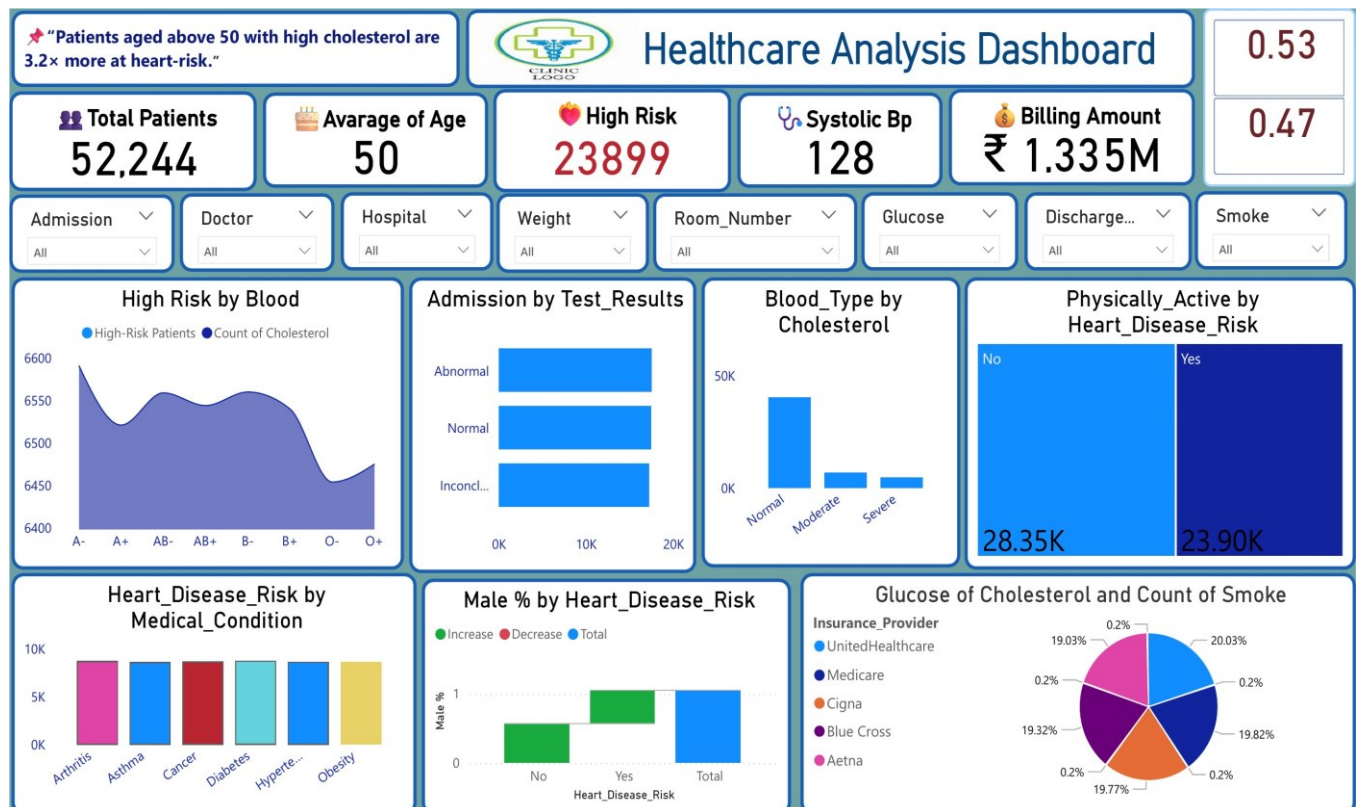 📌 “Patients aged above 50 with high cholesterol are
3.2× more at heart-risk.”
CLINIC
LOGO
Healthcare Analysis Dashboard
0.53
0.47
Total Patients
52,244
Avarage of Age
50
High Risk
23899
Systolic Bp
128
Billing Amount
₹ 1,335M
Admission
All
Doctor
All
Hospital
All
Weight
All
Room_Number
All
Glucose
All
Discharge...
All
Smoke
All
High Risk by Blood
High-Risk Patients Count of Cholesterol
6600
6550
6500
6450
6400
A- A+ AB- AB+ B- B+ O- O+
Admission by Test_Results
Abnormal
Normal
Inconcl...
0K 10K 20K
Blood_Type by
Cholesterol
50K
0K
Normal Moderate Severe
Physically_Active by
Heart_Disease_Risk
No Yes
28.35K 23.90K
Heart_Disease_Risk by
Medical_Condition
10K
5K
0K
Arthritis Asthma Cancer Diabetes Hyperte... Obesity
Male % by Heart_Disease_Risk
Increase Decrease Total
Male %
1
0
No Yes Total
Heart_Disease_Risk
Glucose of Cholesterol and Count of Smoke
Insurance_Provider
UnitedHealthcare
Medicare
Cigna
Blue Cross
Aetna
0.2%
20.03%
0.2%
19.82%
0.2%
19.77%
0.2%
19.32%
0.2%
19.03%